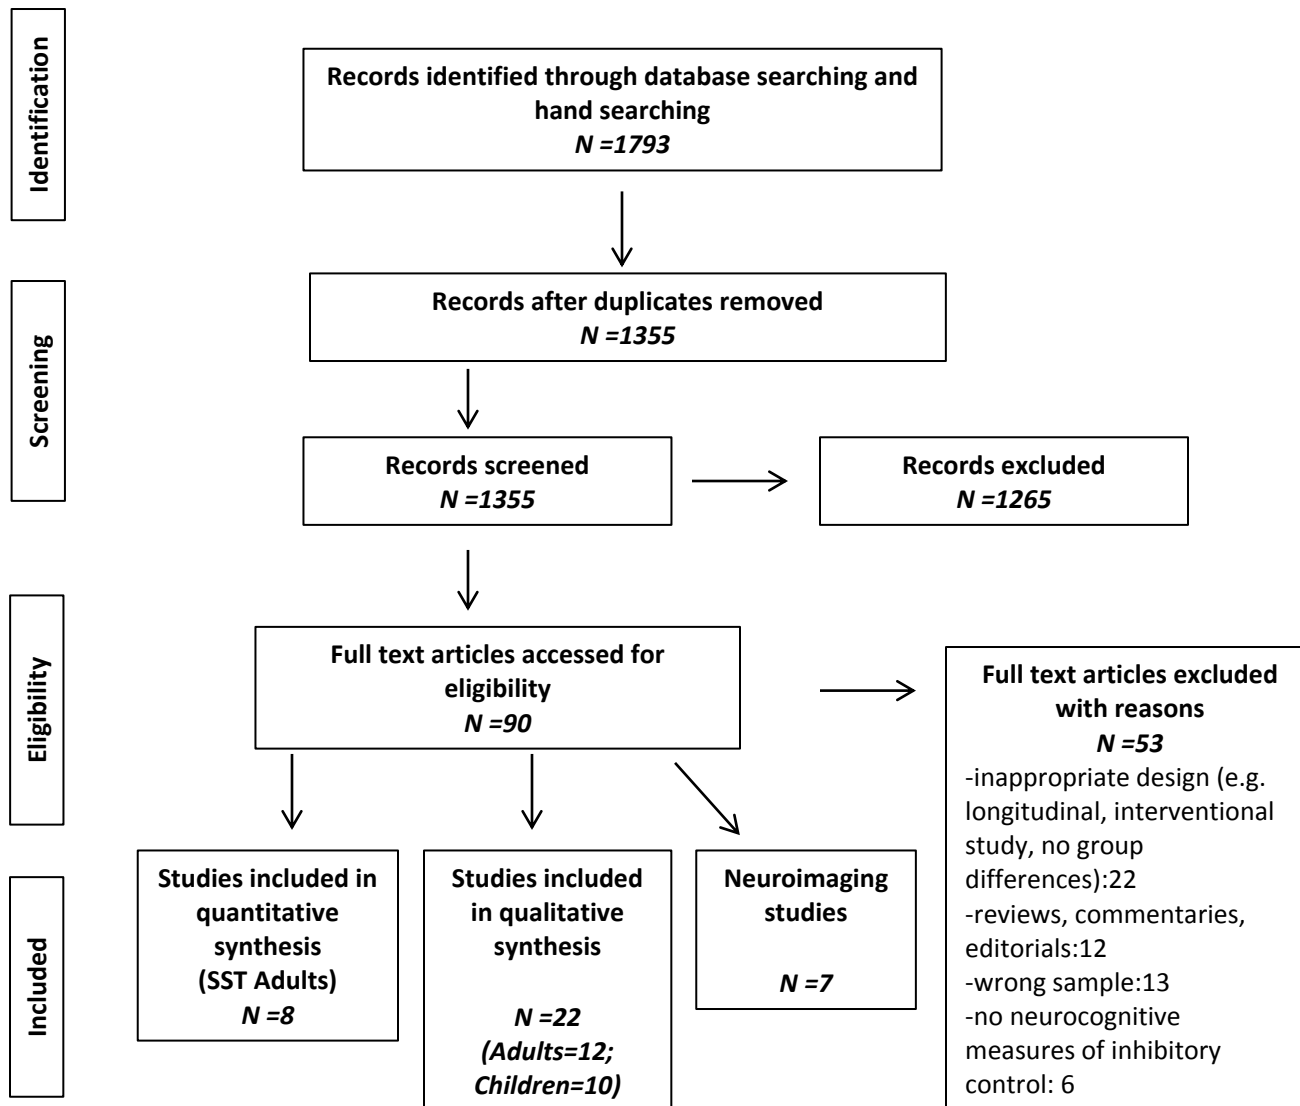 Identification
Records identified through database searching and
hand searching
N =1793
Screening
Records after duplicates removed
N =1355
Records screened
N =1355
Records excluded
N =1265
Eligibility
Full text articles accessed for
eligibility
N =90
Full text articles excluded
with reasons
N =53
-inappropriate design (e.g.
longitudinal, interventional
study, no group
differences):22
-reviews, commentaries,
editorials:12
-wrong sample:13
-no neurocognitive
measures of inhibitory
control: 6
Included
Studies included in
quantitative
synthesis
(SST Adults)
N =8
Studies included
in qualitative
synthesis
N =22
(Adults=12;
Children=10)
Neuroimaging
studies
N =7